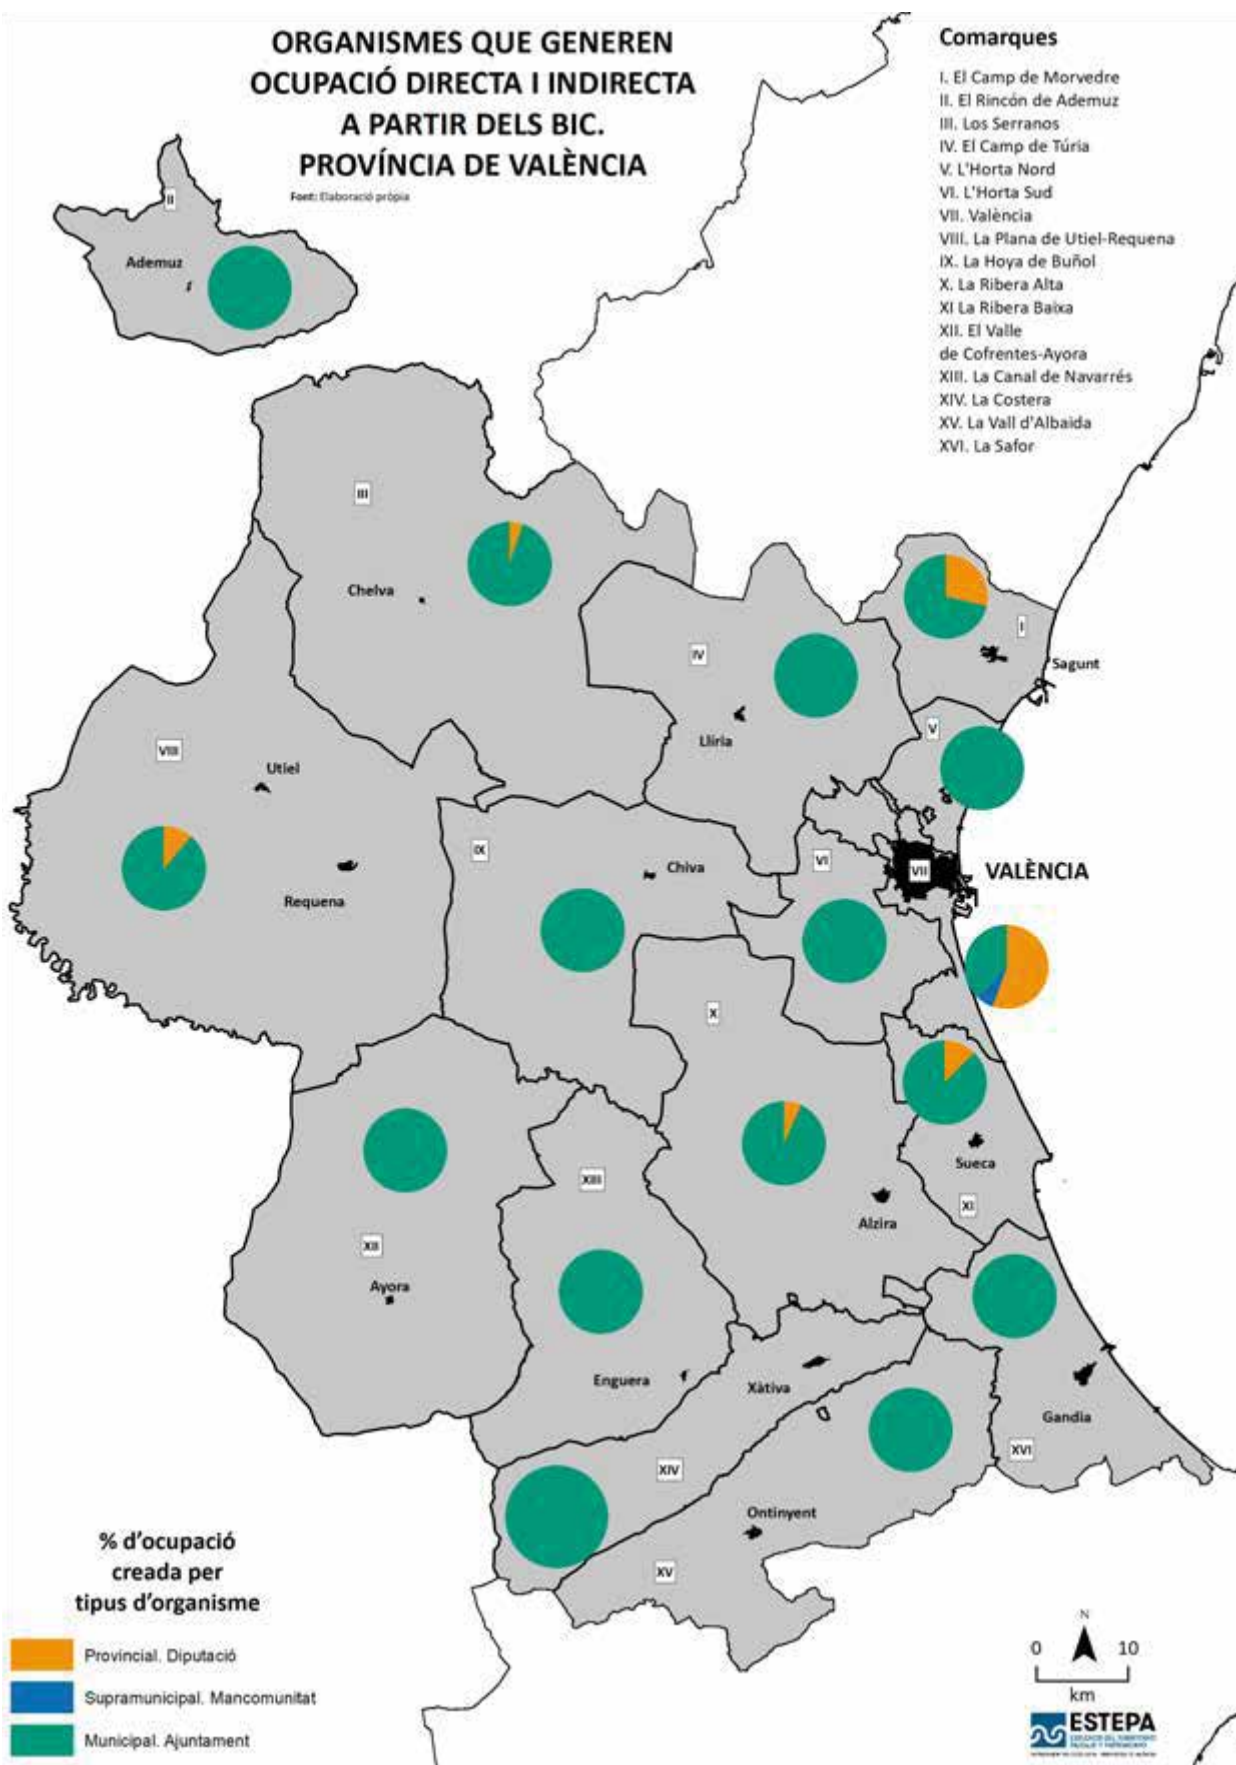 ORGANISMES QUE GENEREN
OCUPACIÓ DIRECTA I INDIRECTA
A PARTIR DELS BIC.
PROVÍNCIA DE VALÈNCIA
Font: Elaboració pròpia
Comarques
I. El Camp de Morvedre
II. El Rincón de Ademuz
III. Los Serranos
IV. El Camp de Túria
V. L'Horta Nord
VI. L'Horta Sud
VII. València
VIII. La Plana de Utiel-Requena
IX. La Hoya de Buñol
X. La Ribera Alta
XI La Ribera Baixa
XII. El Valle
de Cofrentes-Ayora
XIII. La Canal de Navarrés
XIV. La Costera
XV. La Vall d'Albaida
XVI. La Safor
II
Ademuz
III
Chelva
I
Sagunt
IV
Llíria
V
VIII
Utiel
Requena
IX
Chiva
VI
VII
VALÈNCIA
X
Sueca
XI
Alzira
XIII
XII
Ayora
Enguera
Xàtiva
Gandia
XVI
XIV
Ontinyent
XV
% d'ocupació
creada per
tipus d'organisme
Provincial. Diputació
Supramunicipal. Mancomunitat
Municipal. Ajuntament
N
0 10
km
ESTEPA